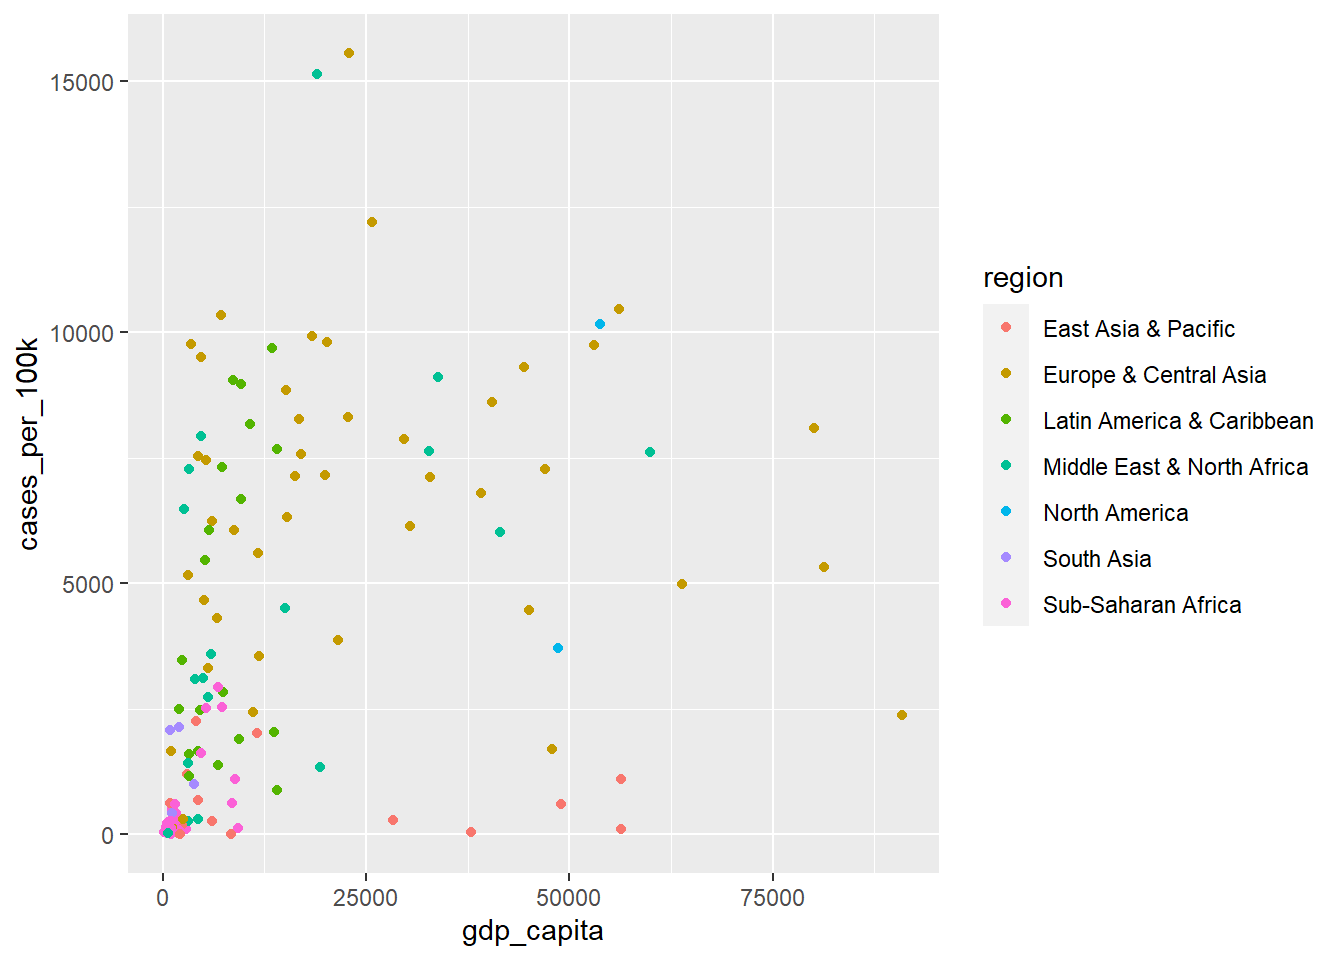 15000
10000
5000
0
cases_per_100k
0 25000 50000 75000
gdp_capita
region
East Asia & Pacific
Europe & Central Asia
Latin America & Caribbean
Middle East & North Africa
North America
South Asia
Sub-Saharan Africa